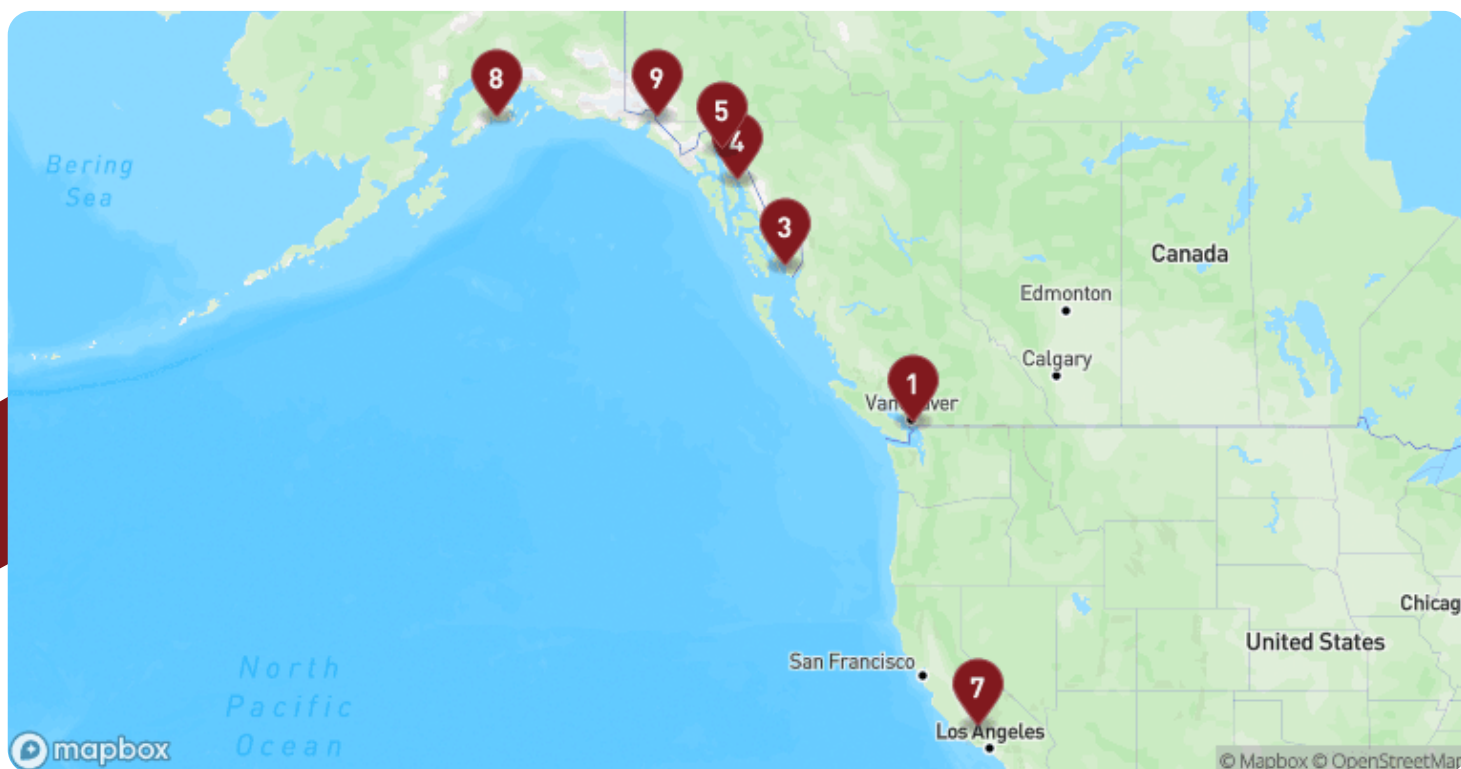 8
9
5
4
Bering
Sea
3
Canada
Edmonton
Calgary
1
Van
ver
Chicag
United States
San Francisco
North
Pacific
Ocean
7
Los Angeles
mapbox
© Mapbox © OpenStreetMap